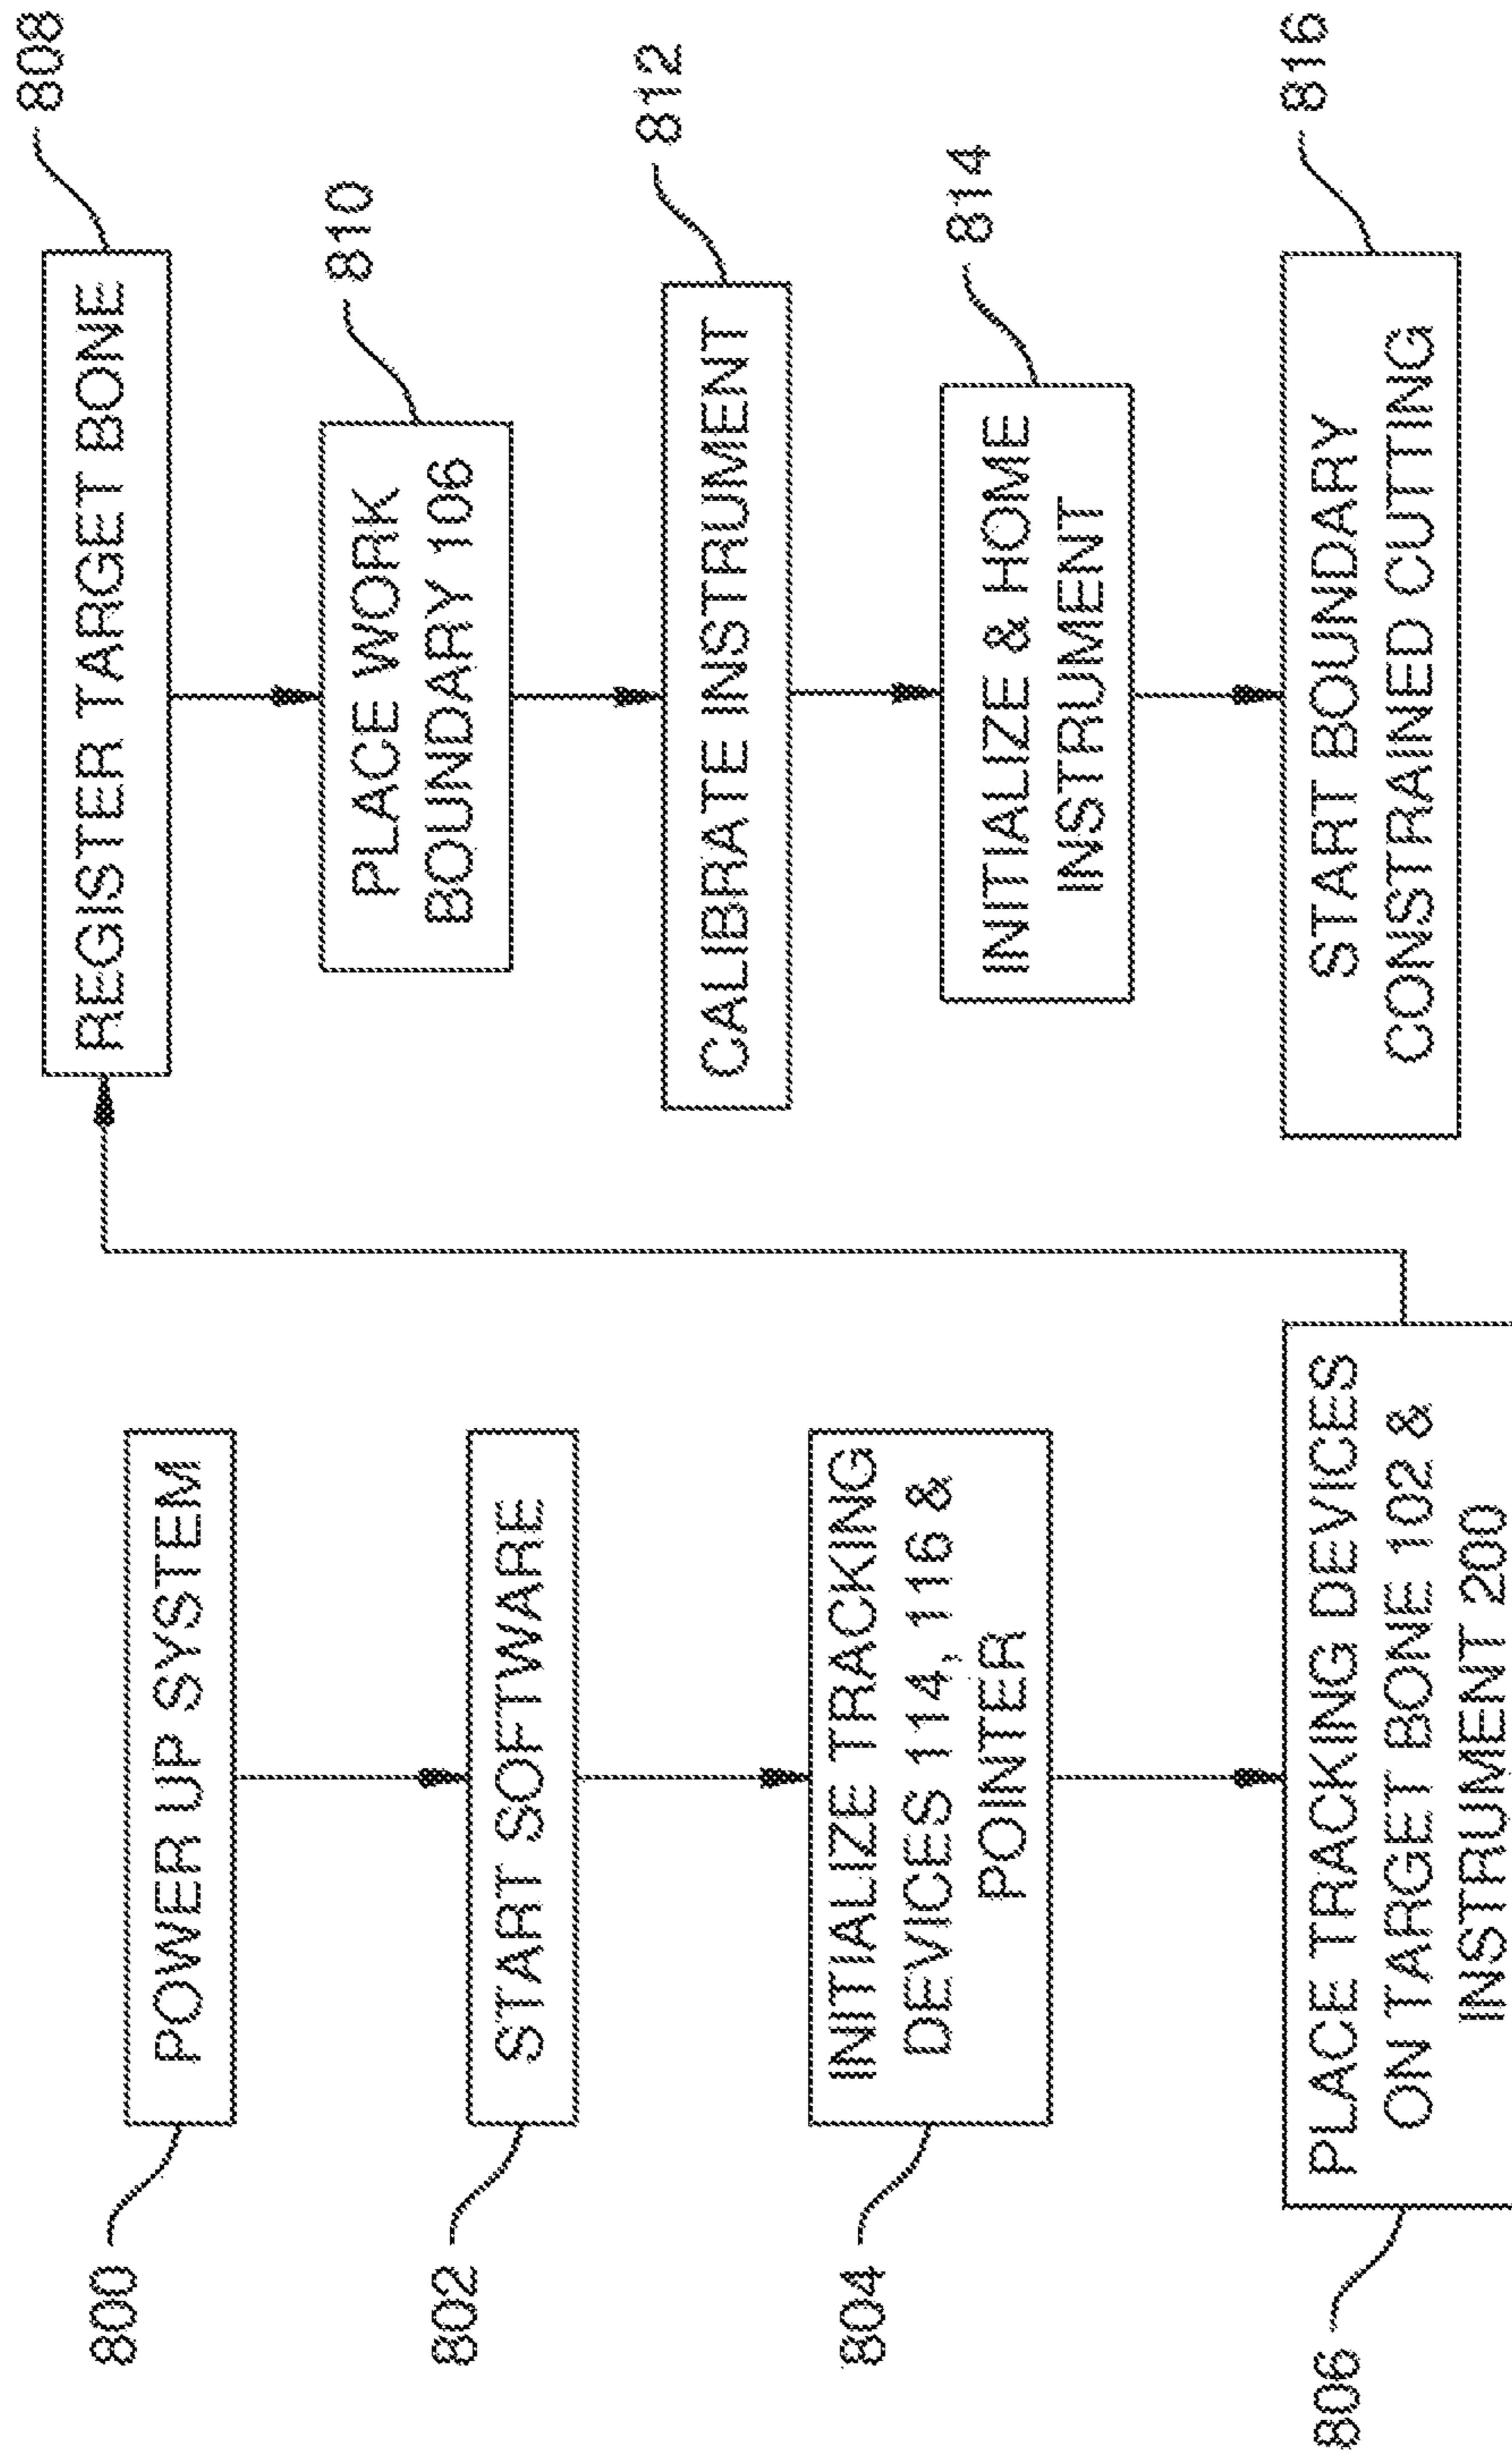 800
POWER UP SYSTEM
802
START SOFTWARE
804
INITIALIZE TRACKING
DEVICES 114, 116 &
POINTER
806
PLACE TRACKING DEVICES
ON TARGET BONE 102 &
INSTRUMENT 200
808
REGISTER TARGET BONE
810
PLACE WORK
BOUNDARY 106
812
CALIBRATE INSTRUMENT
814
INITIALIZE & HOME
INSTRUMENT
816
START BOUNDARY
CONSTRAINED CUTTING